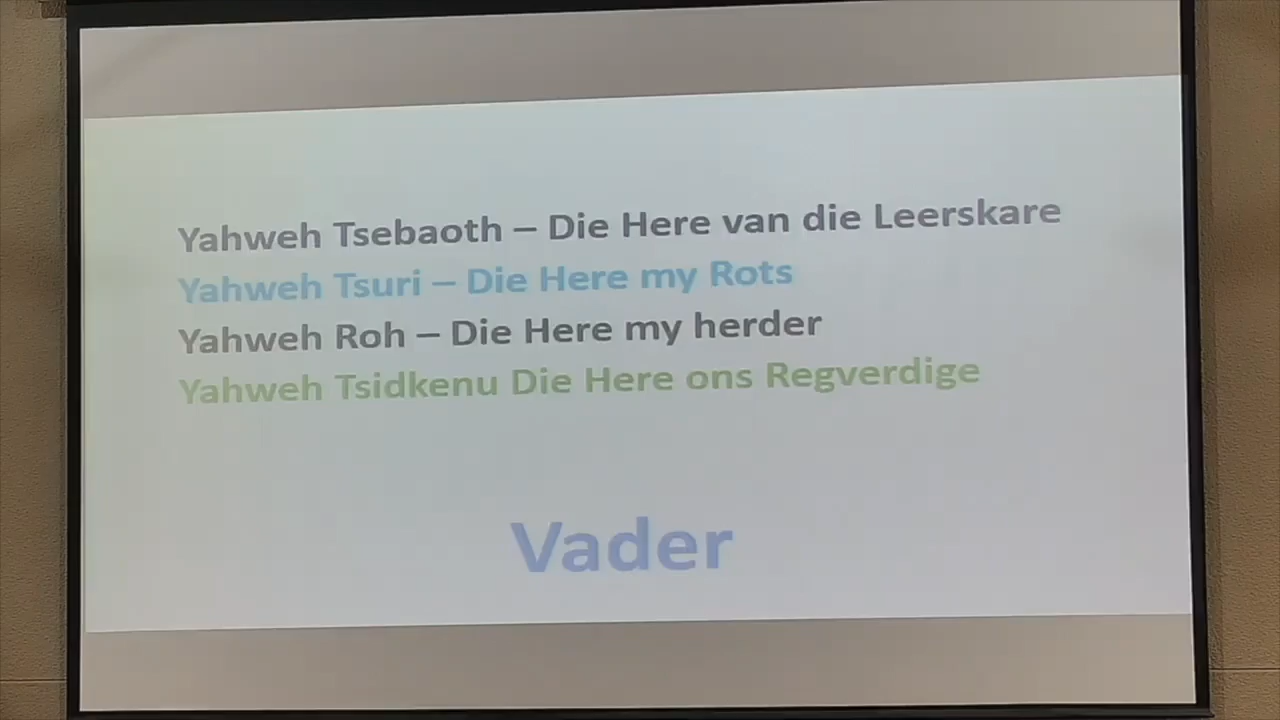 Yahweh Tsebaoth – Die Here van die Leerskare
Yahweh Tsuri – Die Here my Rots
Yahweh Roh – Die Here my herder
Yahweh Tsidkenu Die Here ons Regverdige
Vader